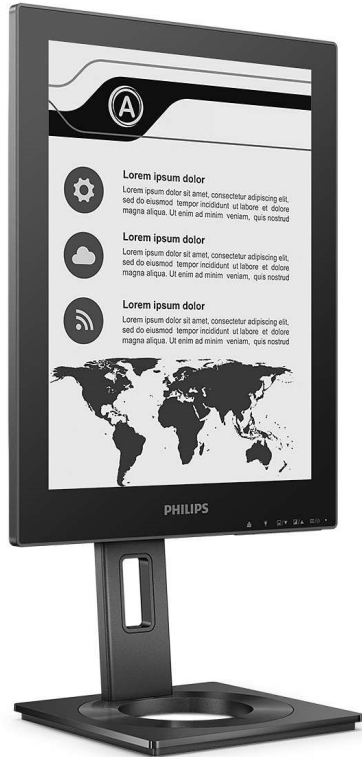 A
Lorem ipsum dolor
Lorem ipsum dolor sit amet, consectetur adipiscing elit,
sed do eiusmod tempor incididunt ut labore et dolore
magna aliqua. Ut enim ad minim veniam, quis nostrud
Lorem ipsum dolor
Lorem ipsum dolor sit amet, consectetur adipiscing elit,
sed do eiusmod tempor incididunt ut labore et dolore
magna aliqua. Ut enim ad minim veniam, quis nostrud
Lorem ipsum dolor
Lorem ipsum dolor sit amet, consectetur adipiscing elit,
sed do eiusmod tempor incididunt ut labore et dolore
magna aliqua. Ut enim ad minim veniam, quis nostrud
PHILIPS